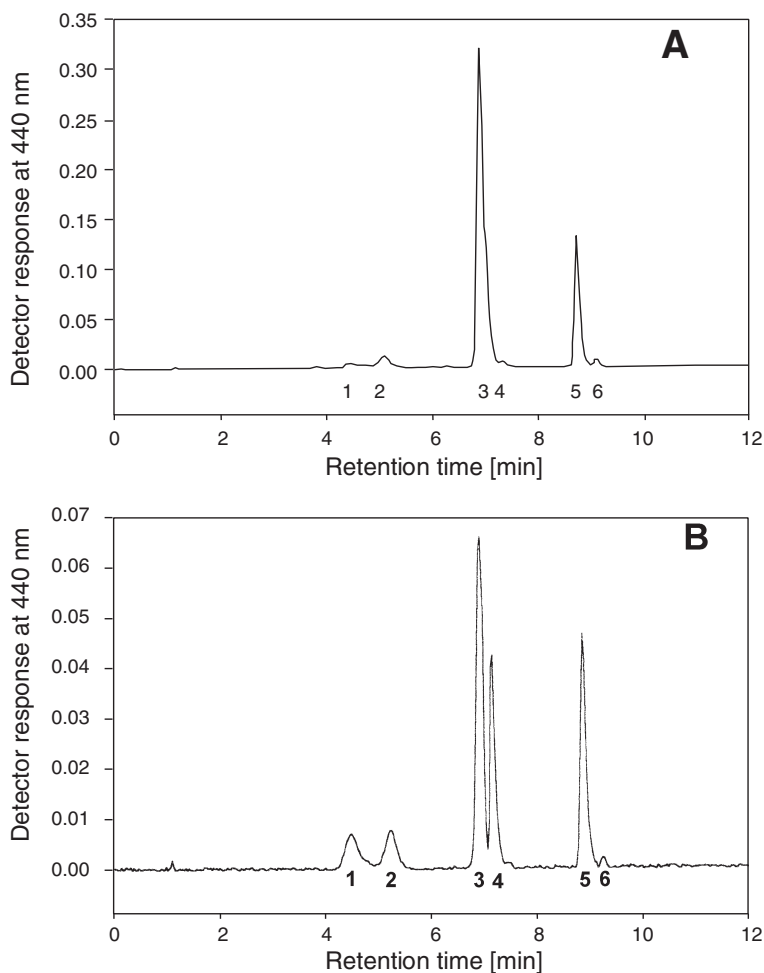 A
Detector response at 440 nm
0.35
0.30
0.25
0.20
0.15
0.10
0.05
0.00
1 2 3 4 5 6
0 2 4 6 8 10 12
Retention time [min]
B
Detector response at 440 nm
0.07
0.06
0.05
0.04
0.03
0.02
0.01
0.00
1 2 3 4 5 6
0 2 4 6 8 10 12
Retention time [min]